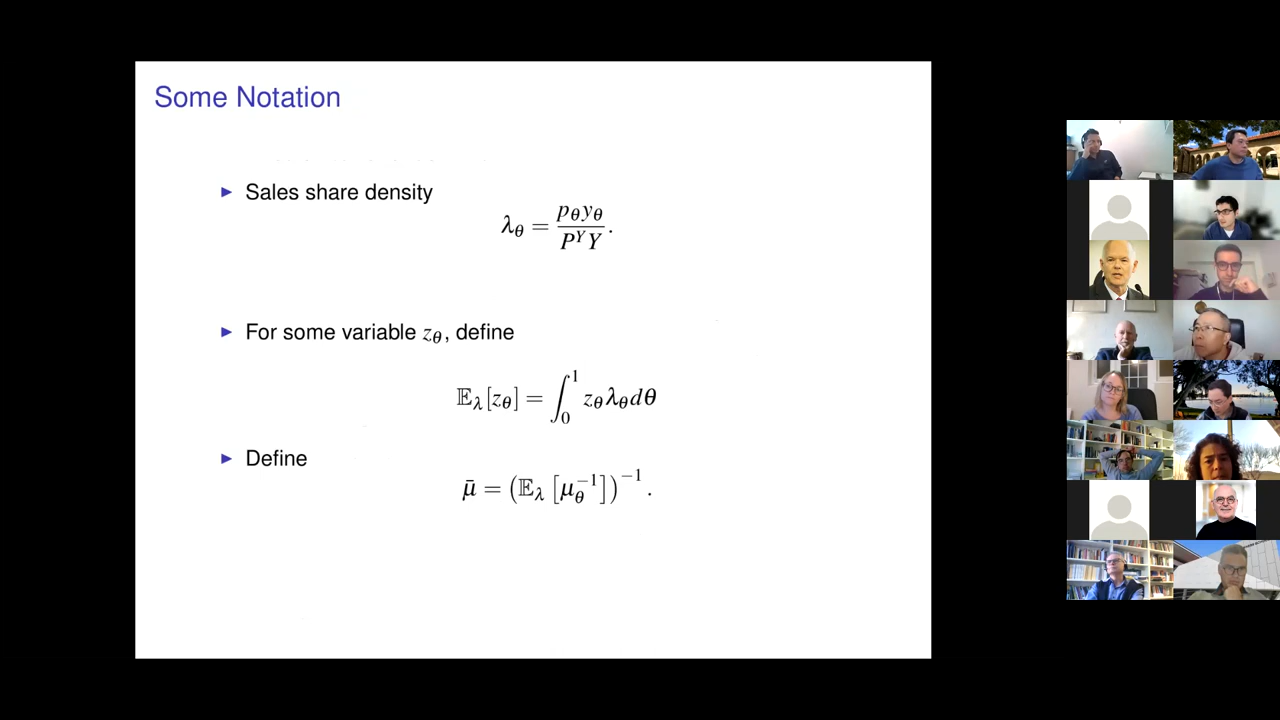 Some Notation
▶ Sales share density
λ_θ = p_θ y_θ / P^Y Y .
▶ For some variable z_θ, define
𝔼_λ[z_θ] = ∫_0^1 z_θ λ_θ dθ
▶ Define
μ̄ = (𝔼_λ [μ_θ^{-1}])^{-1} .